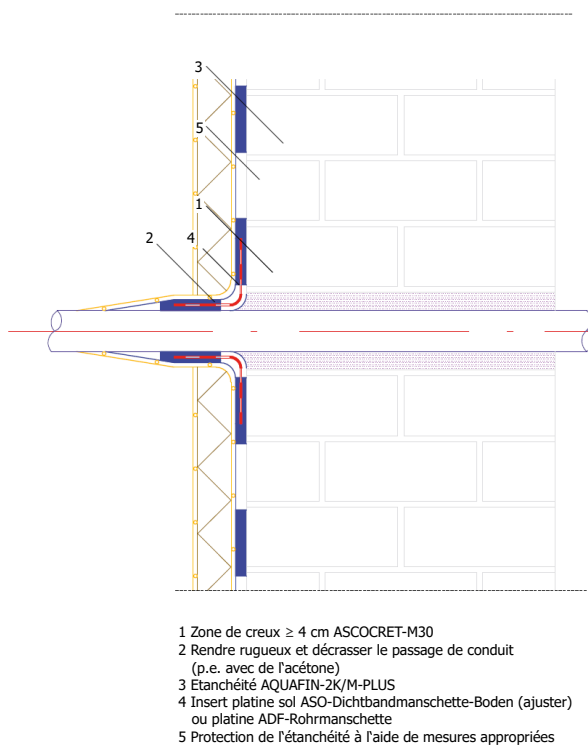 3
5
1
2
4
1 Zone de creux ≥ 4 cm ASCOCRET-M30
2 Rendre rugueux et décrasser le passage de conduit
(p.e. avec de l'acétone)
3 Etanchéité AQUAFIN-2K/M-PLUS
4 Insert platine sol ASO-Dichtbandmanschette-Boden (ajuster)
ou platine ADF-Rohrmanschette
5 Protection de l'étanchéité à l'aide de mesures appropriées